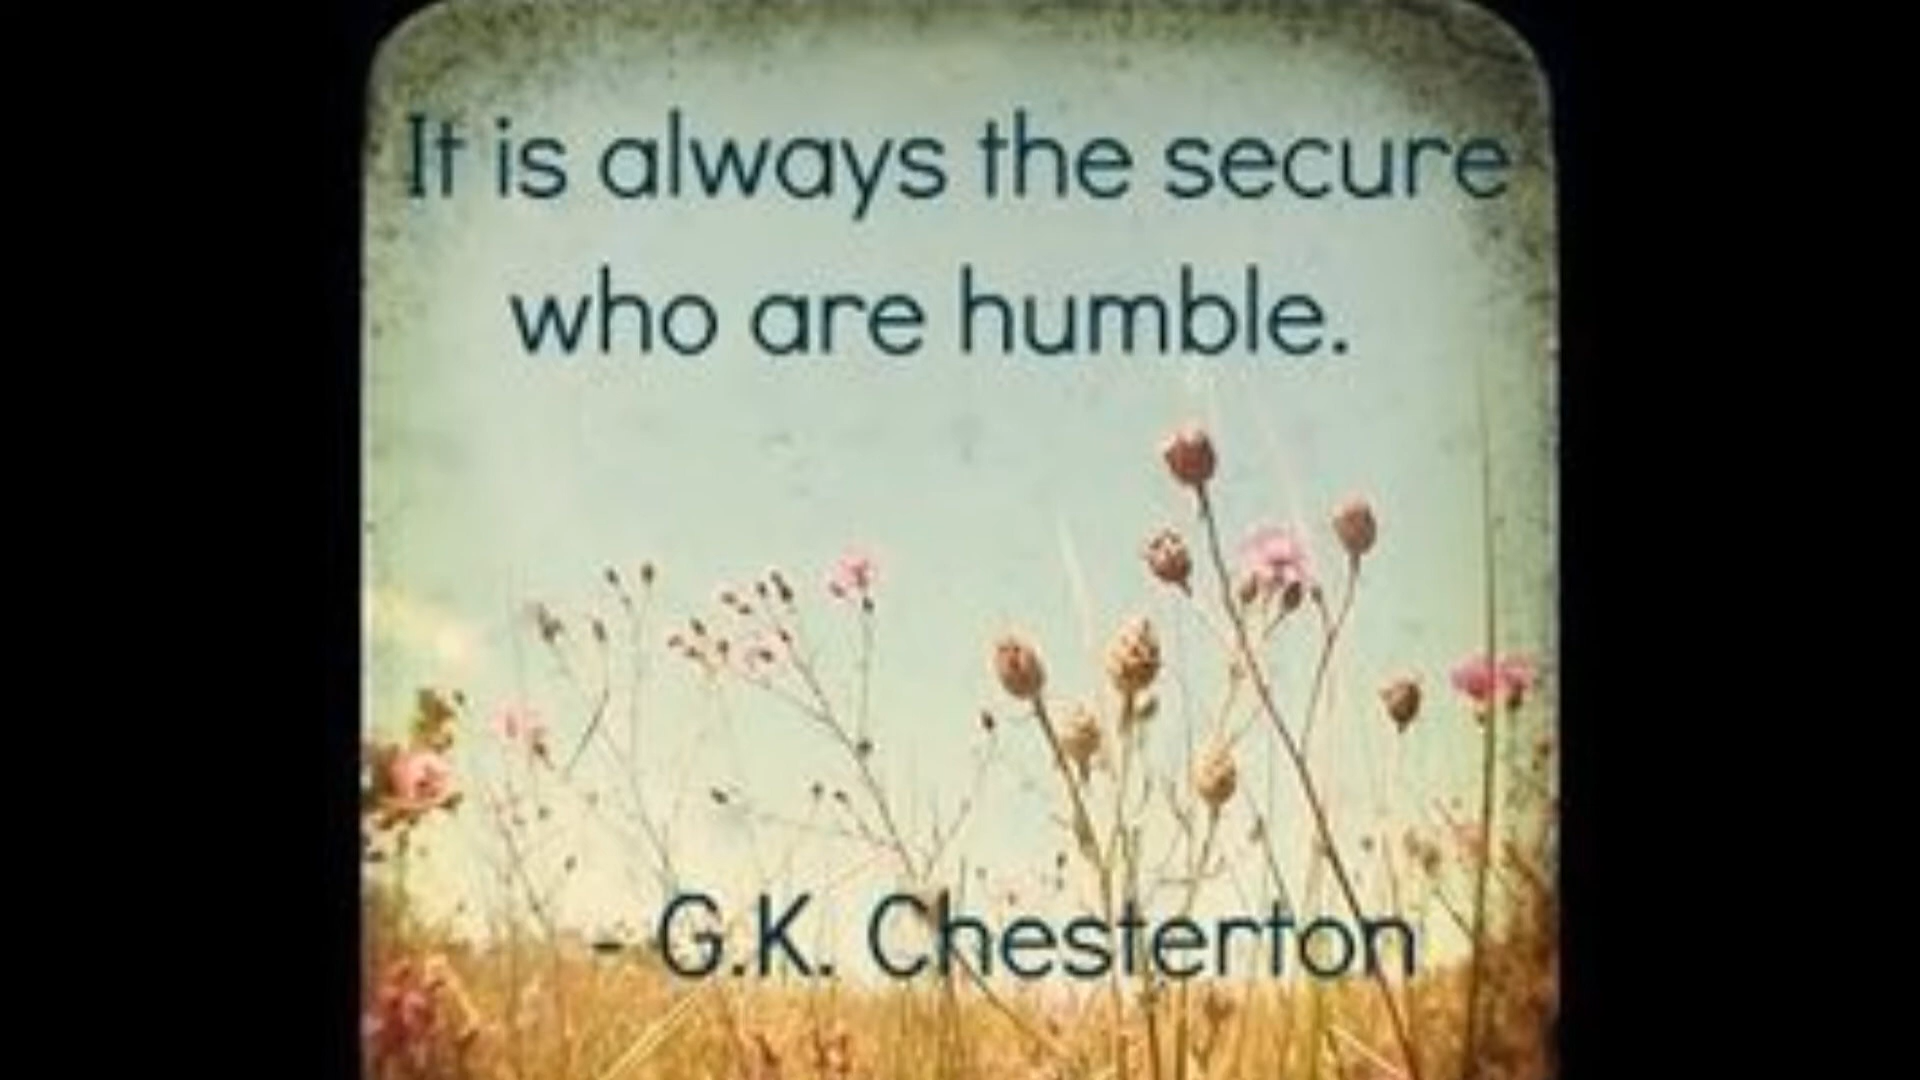 It is always the secure
who are humble.
- G.K. Chesterton